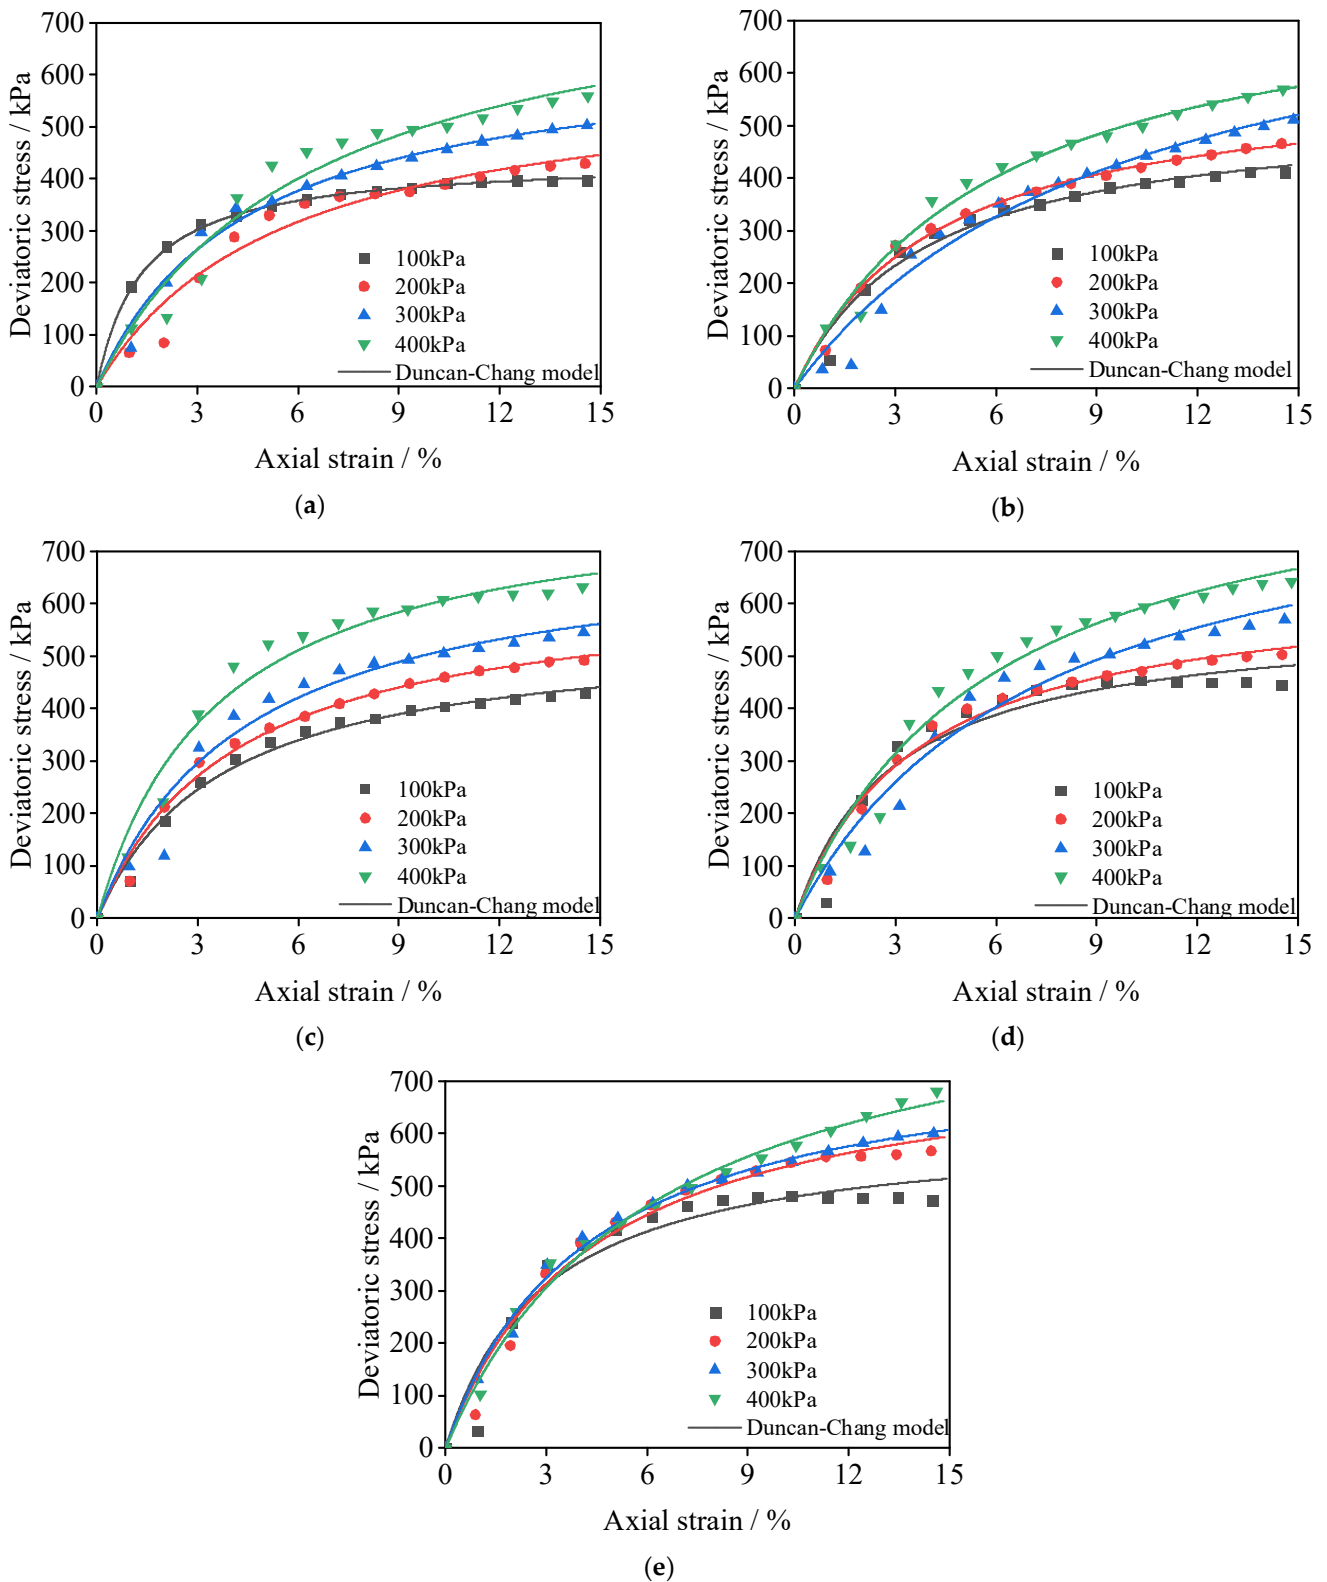 700
600
500
400
300
200
100
0
Deviatoric stress / kPa
100kPa
200kPa
300kPa
400kPa
Duncan-Chang model
0 3 6 9 12 15
Axial strain / %
(a)
700
600
500
400
300
200
100
0
Deviatoric stress / kPa
100kPa
200kPa
300kPa
400kPa
Duncan-Chang model
0 3 6 9 12 15
Axial strain / %
(b)
700
600
500
400
300
200
100
0
Deviatoric stress / kPa
100kPa
200kPa
300kPa
400kPa
Duncan-Chang model
0 3 6 9 12 15
Axial strain / %
(c)
700
600
500
400
300
200
100
0
Deviatoric stress / kPa
100kPa
200kPa
300kPa
400kPa
Duncan-Chang model
0 3 6 9 12 15
Axial strain / %
(d)
700
600
500
400
300
200
100
0
Deviatoric stress / kPa
100kPa
200kPa
300kPa
400kPa
Duncan-Chang model
0 3 6 9 12 15
Axial strain / %
(e)